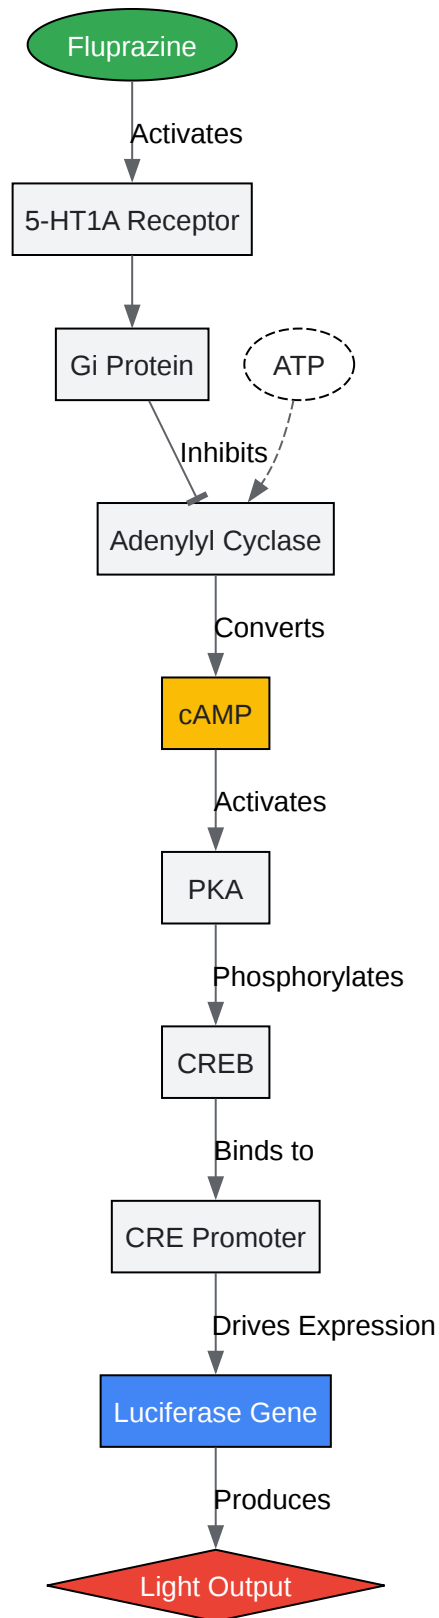 Fluprazine
Activates
5-HT1A Receptor
Gi Protein
ATP
Inhibits
Adenylyl Cyclase
Converts
cAMP
Activates
PKA
Phosphorylates
CREB
Binds to
CRE Promoter
Drives Expression
Luciferase Gene
Produces
Light Output